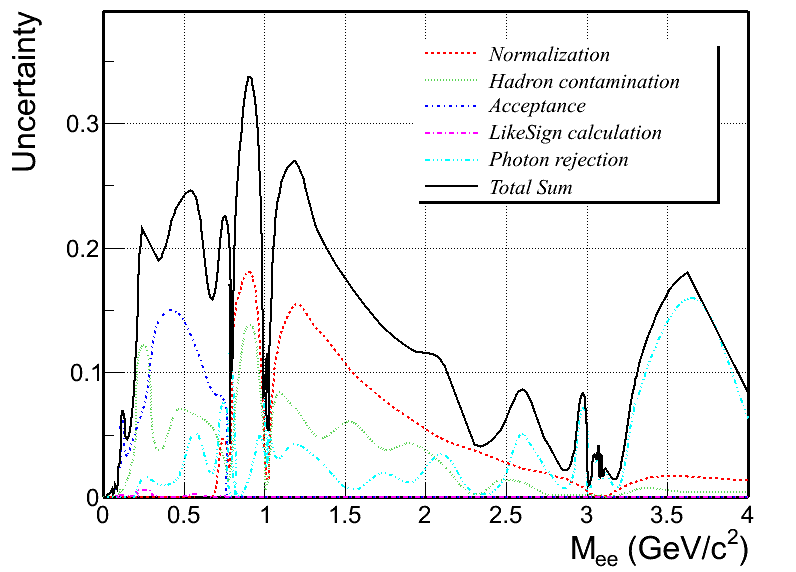 Uncertainty
Normalization
Hadron contamination
Acceptance
LikeSign calculation
Photon rejection
Total Sum
0.3
0.2
0.1
0
0 0.5 1 1.5 2 2.5 3 3.5 4
M_ee (GeV/c²)